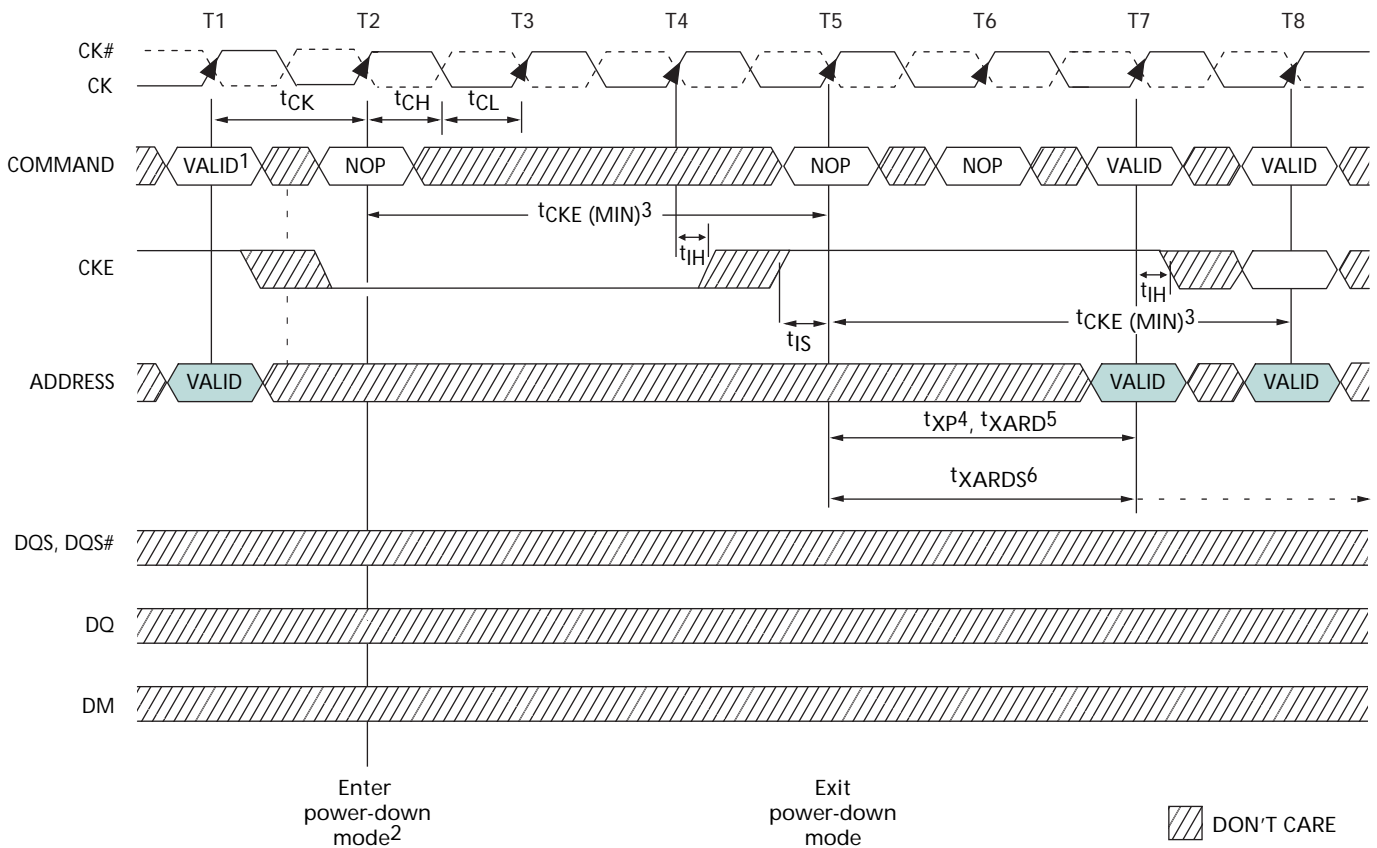 T1 T2 T3 T4 T5 T6 T7 T8
CK#
CK
tCK tCH tCL
COMMAND VALID1 NOP NOP NOP VALID VALID
tCKE (MIN)3
CKE tIH tIH
tIS tCKE (MIN)3
ADDRESS VALID VALID VALID
tXP4, tXARD5
tXARDS6
DQS, DQS#
DQ
DM
Enter
power-down
mode2
Exit
power-down
mode
DON'T CARE